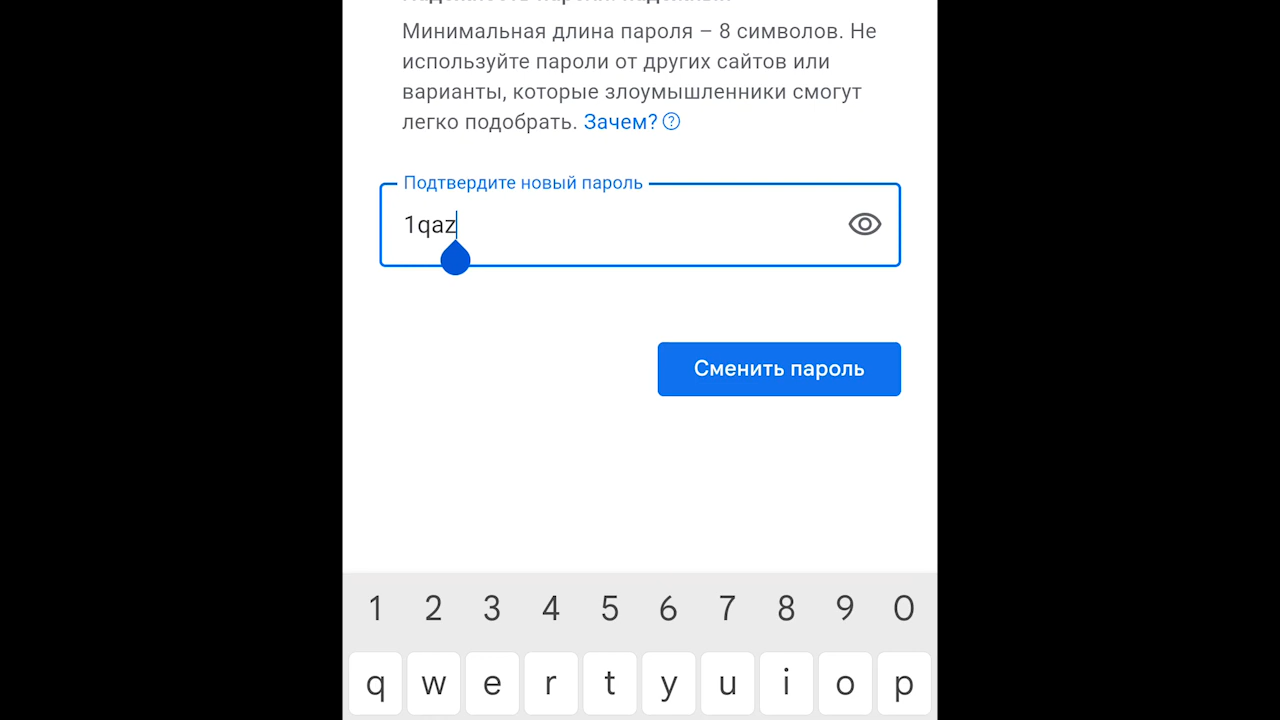 Минимальная длина пароля – 8 символов. Не
используйте пароли от других сайтов или
варианты, которые злоумышленники смогут
легко подобрать. Зачем?
Подтвердите новый пароль
1qaz
Сменить пароль
1 2 3 4 5 6 7 8 9 0
q w e r t y u i o p